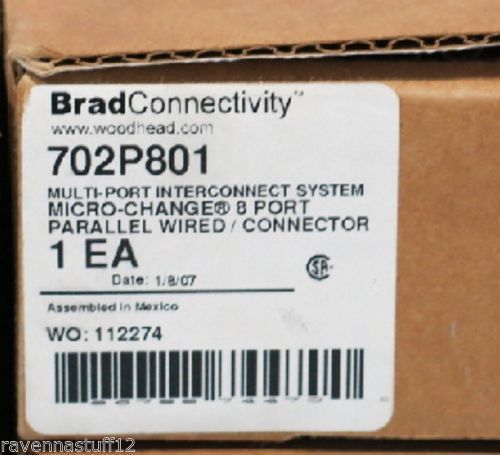 BradConnectivity™
www.woodhead.com
702P801
MULTI-PORT INTERCONNECT SYSTEM
MICRO-CHANGE® 8 PORT
PARALLEL WIRED / CONNECTOR
1 EA
Date: 1/8/07
Assembled in Mexico
WO: 112274
ravennastuff12